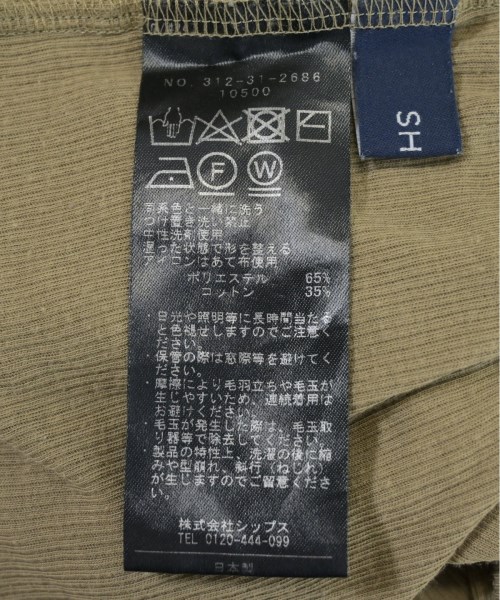 NO. 312-31-2686
10500
F W
同系色と一緒に洗う
つけ置き洗い禁止
中性洗剤使用
湿った状態で形を整える
アイロンはあて布使用
ポリエステル 65%
コットン 35%
・日光や照明等に長時間当たる
と色褪せしますのでご注意く
ださい。
・保管の際は窓際等を避けてく
ださい。
・摩擦により毛羽立ちや毛玉が
生じやすいため、連続着用は
お避けください。
・毛玉が発生した際は、毛玉取
り器等で除去してください。
・製品の特性上、洗濯の後に縮
みや型崩れ、斜行(ねじれ)
が生じますのでご了承くださ
い。
株式会社シップス
TEL 0120-444-099
日本製
SH